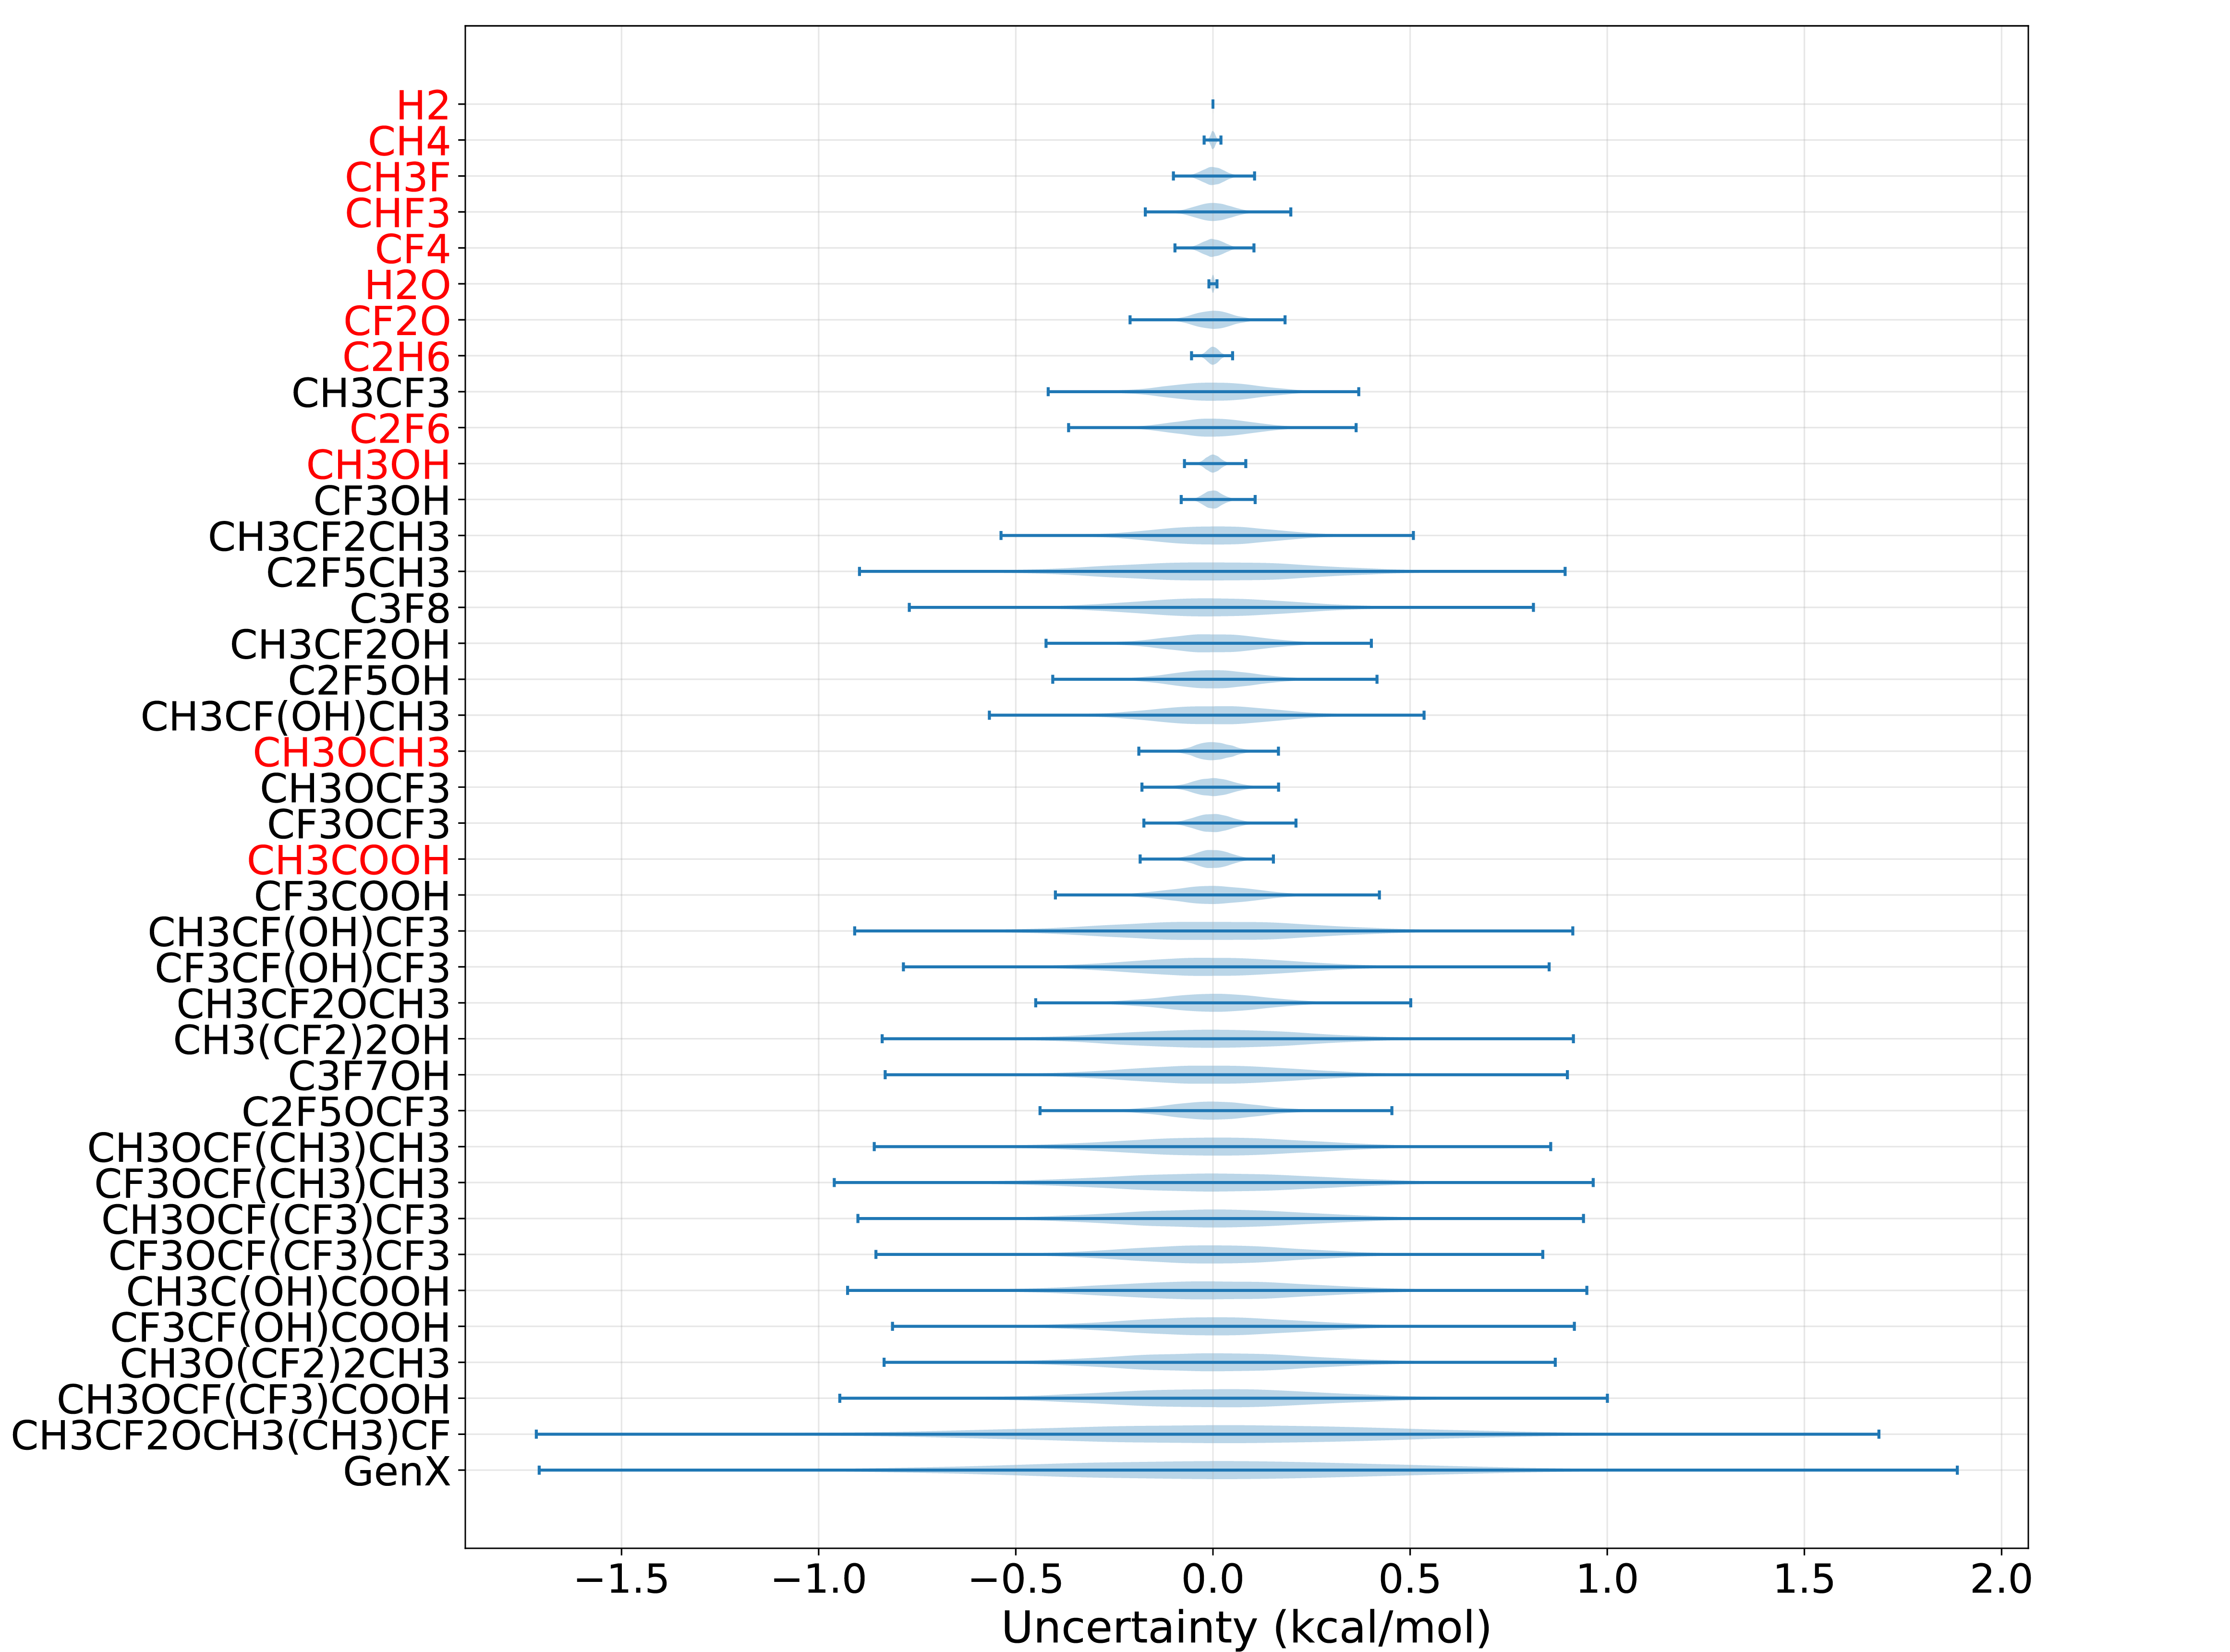 H2
CH4
CH3F
CHF3
CF4
H2O
CF2O
C2H6
CH3CF3
C2F6
CH3OH
CF3OH
CH3CF2CH3
C2F5CH3
C3F8
CH3CF2OH
C2F5OH
CH3CF(OH)CH3
CH3OCH3
CH3OCF3
CF3OCF3
CH3COOH
CF3COOH
CH3CF(OH)CF3
CF3CF(OH)CF3
CH3CF2OCH3
CH3(CF2)2OH
C3F7OH
C2F5OCF3
CH3OCF(CH3)CH3
CF3OCF(CH3)CH3
CH3OCF(CF3)CF3
CF3OCF(CF3)CF3
CH3C(OH)COOH
CF3CF(OH)COOH
CH3O(CF2)2CH3
CH3OCF(CF3)COOH
CH3CF2OCH3(CH3)CF
GenX
−1.5 −1.0 −0.5 0.0 0.5 1.0 1.5 2.0
Uncertainty (kcal/mol)